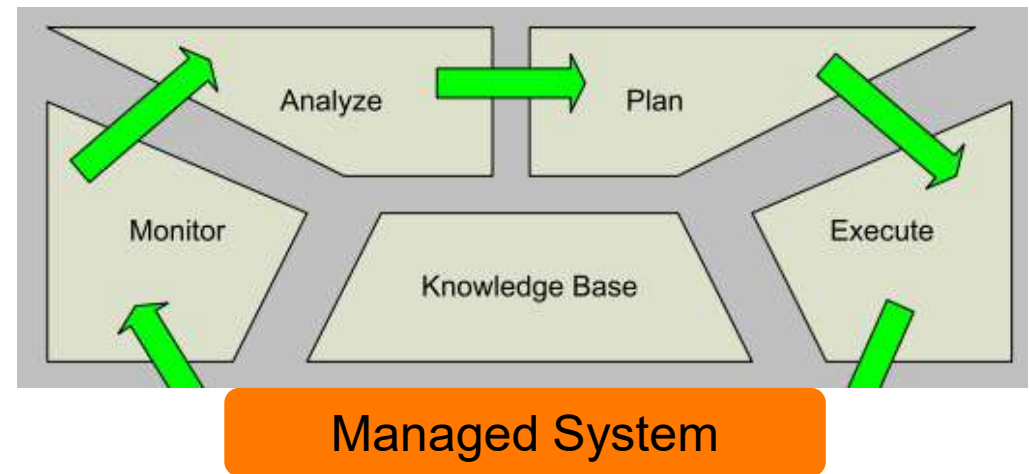 Analyze
Plan
Monitor
Execute
Knowledge Base
Managed System